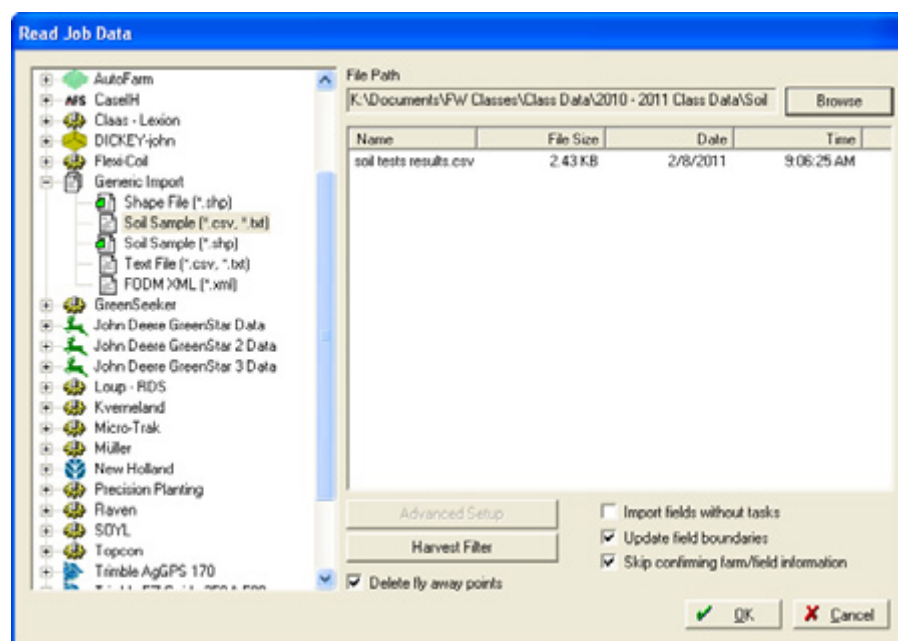 Read Job Data
AutoFarm
AFS CaseIH
Claas - Lexion
DICKEY-john
Flexi-Coil
Generic Import
Shape File (*.shp)
Soil Sample (*.csv, *.txt)
Soil Sample (*.shp)
Text File (*.csv, *.txt)
FODM XML (*.xml)
GreenSeeker
John Deere GreenStar Data
John Deere GreenStar 2 Data
John Deere GreenStar 3 Data
Loup - RDS
Kverneland
Micro-Trak
Müller
New Holland
Precision Planting
Raven
SOYL
Topcon
Trimble AgGPS 170
File Path
K:\Documents\FW Classes\Class Data\2010 - 2011 Class Data\Soil Browse
Name File Size Date Time
soil tests results.csv 2.43 KB 2/8/2011 9:06:25 AM
Advanced Setup
Harvest Filter
Delete fly away points
Import fields without tasks
Update field boundaries
Skip confirming farm/field information
OK Cancel